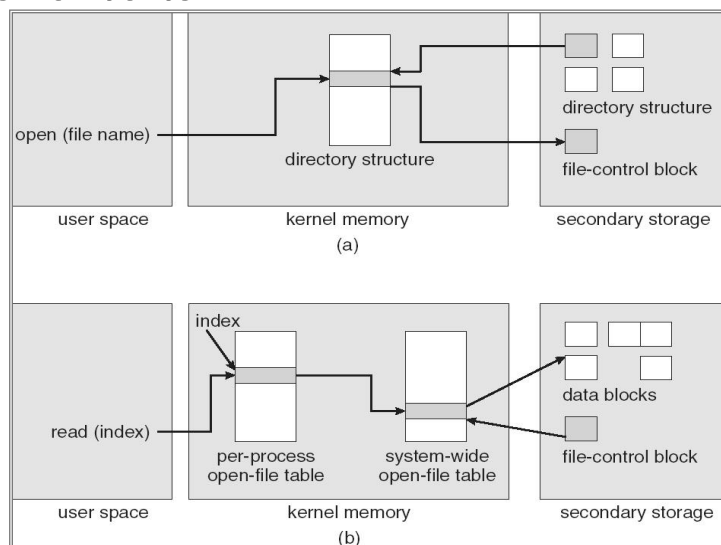 open (file name)
directory structure
directory structure
file-control block
user space
kernel memory
secondary storage
(a)
index
read (index)
per-process
open-file table
system-wide
open-file table
data blocks
file-control block
user space
kernel memory
secondary storage
(b)